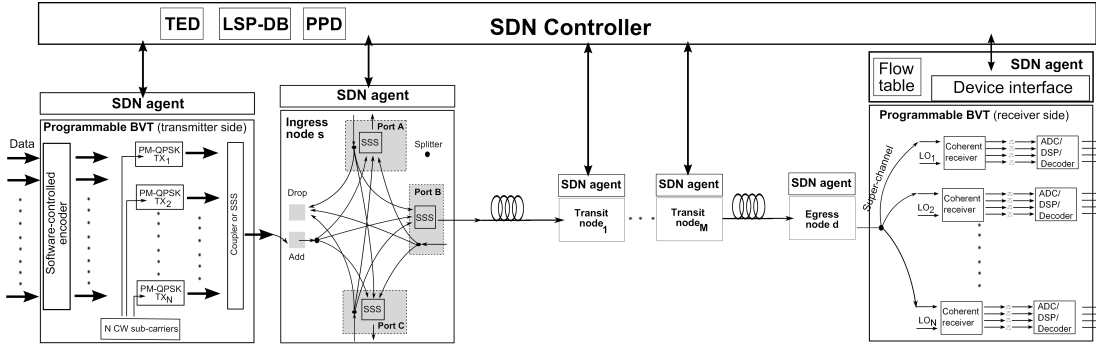 TED LSP-DB PPD SDN Controller
SDN agent
SDN agent
SDN agent
SDN agent
SDN agent
SDN agent
Flow
table
Device interface
Programmable BVT (transmitter side)
Data
Software-controlled
encoder
PM-QPSK
TX1
PM-QPSK
TX2
PM-QPSK
TXN
N CW sub-carriers
Coupler or SSS
Ingress
node s
Port A
SSS
Splitter
Drop
Add
Port B
SSS
SSS
Port C
Transit
node1
Transit
nodeM
Egress
node d
Programmable BVT (receiver side)
Super-channel
LO1
Coherent
receiver
ADC/
DSP/
Decoder
LO2
Coherent
receiver
ADC/
DSP/
Decoder
LON
Coherent
receiver
ADC/
DSP/
Decoder